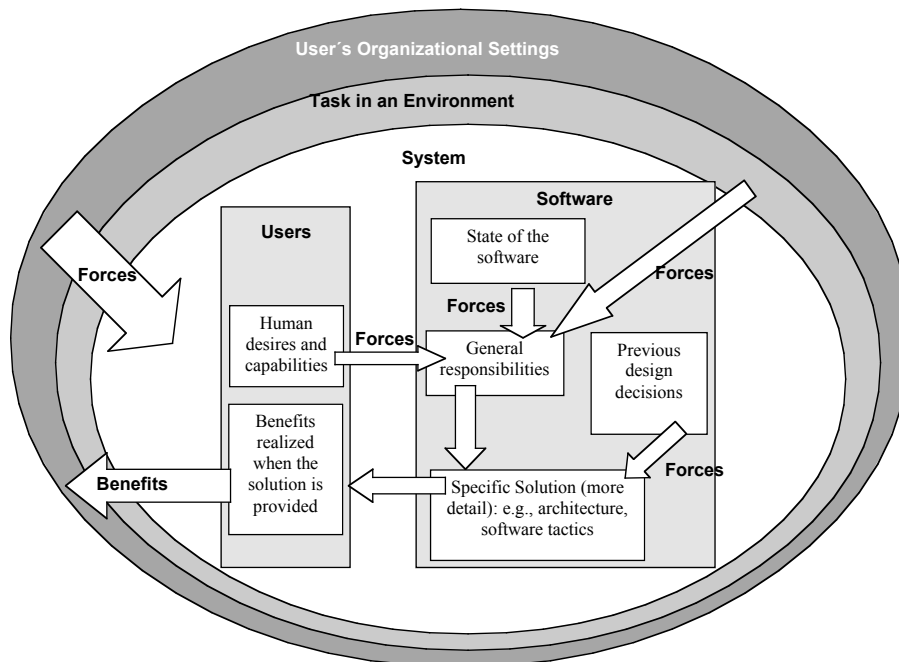 User´s Organizational Settings
Task in an Environment
System
Software
Users
State of the
software
Forces
Forces
Forces
Human
desires and
capabilities
Forces
General
responsibilities
Previous
design
decisions
Benefits
realized
when the
solution is
provided
Benefits
Forces
Specific Solution (more
detail): e.g., architecture,
software tactics